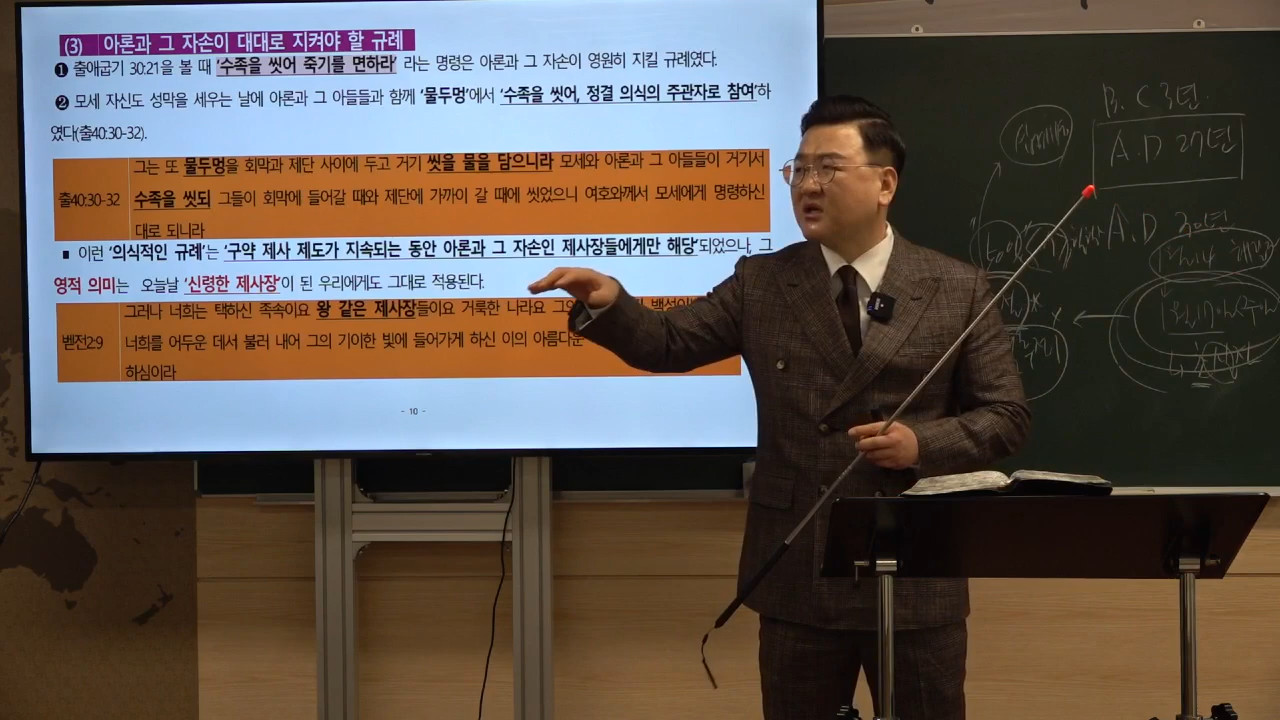 (3) 아론과 그 자손이 대대로 지켜야 할 규례
❶ 출애굽기 30:21을 볼 때 '수족을 씻어 죽기를 면하라' 라는 명령은 아론과 그 자손이 영원히 지킬 규례였다.
❷ 모세 자신도 성막을 세우는 날에 아론과 그 아들들과 함께 '물두멍'에서 '수족을 씻어, 정결 의식의 주관자로 참여'하
였다(출40:30-32).
그는 또 물두멍을 회막과 제단 사이에 두고 거기 씻을 물을 담으니라 모세와 아론과 그 아들들이 거기서
출40:30-32 수족을 씻되 그들이 회막에 들어갈 때와 제단에 가까이 갈 때에 씻었으니 여호와께서 모세에게 명령하신
대로 되니라
■ 이런 '의식적인 규례'는 '구약 제사 제도가 지속되는 동안 아론과 그 자손인 제사장들에게만 해당'되었으나, 그
영적 의미는 오늘날 '신령한 제사장'이 된 우리에게도 그대로 적용된다.
그러나 너희는 택하신 족속이요 왕 같은 제사장들이요 거룩한 나라요 백성이
벧전2:9 너희를 어두운 데서 불러 내어 그의 기이한 빛에 들어가게 하신 이의 아름다운
하심이라
- 10 -
B.C 3년.
A.D 27년
A.D 30년